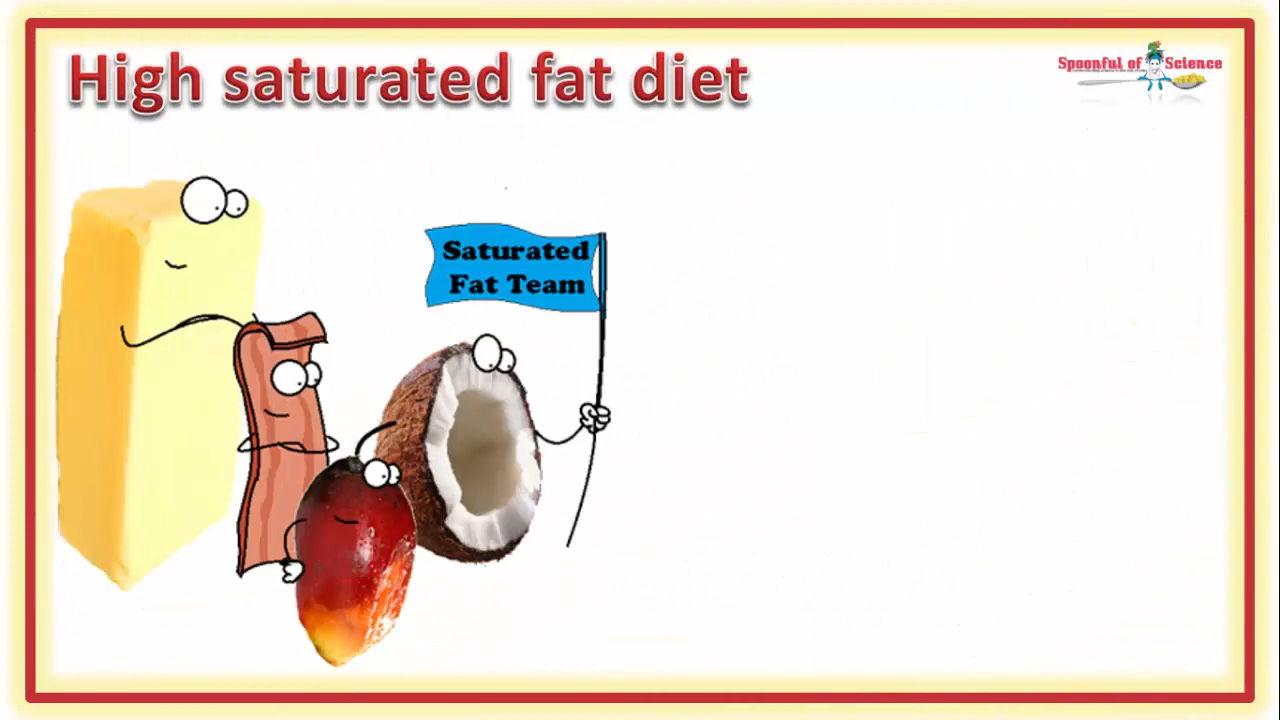 High saturated fat diet
Spoonful of Science
Saturated
Fat Team